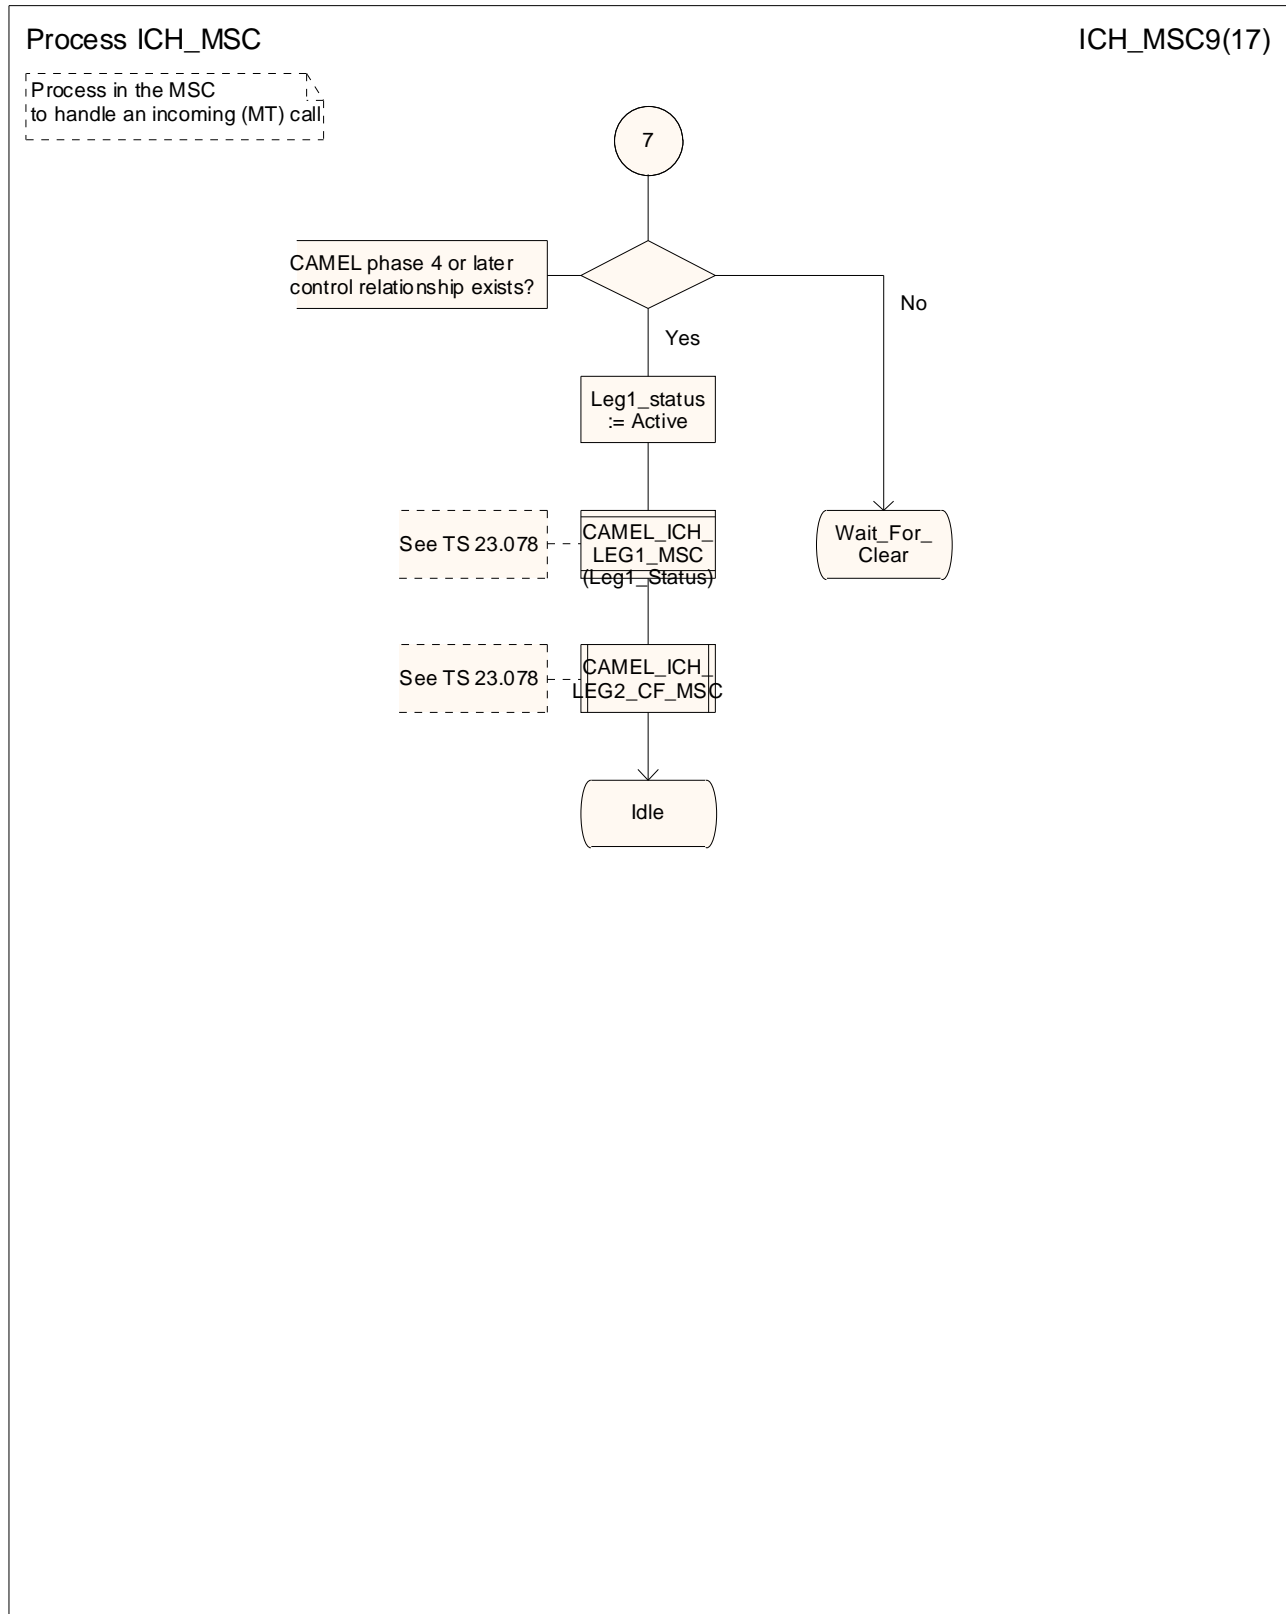 Process ICH_MSC
ICH_MSC9(17)
Process in the MSC
to handle an incoming (MT) call
7
CAMEL phase 4 or later
control relationship exists?
No
Yes
Leg1_status
:= Active
See TS 23.078
CAMEL_ICH_
LEG1_MSC
(Leg1_Status)
Wait_For_
Clear
See TS 23.078
CAMEL_ICH_
LEG2_CF_MSC
Idle